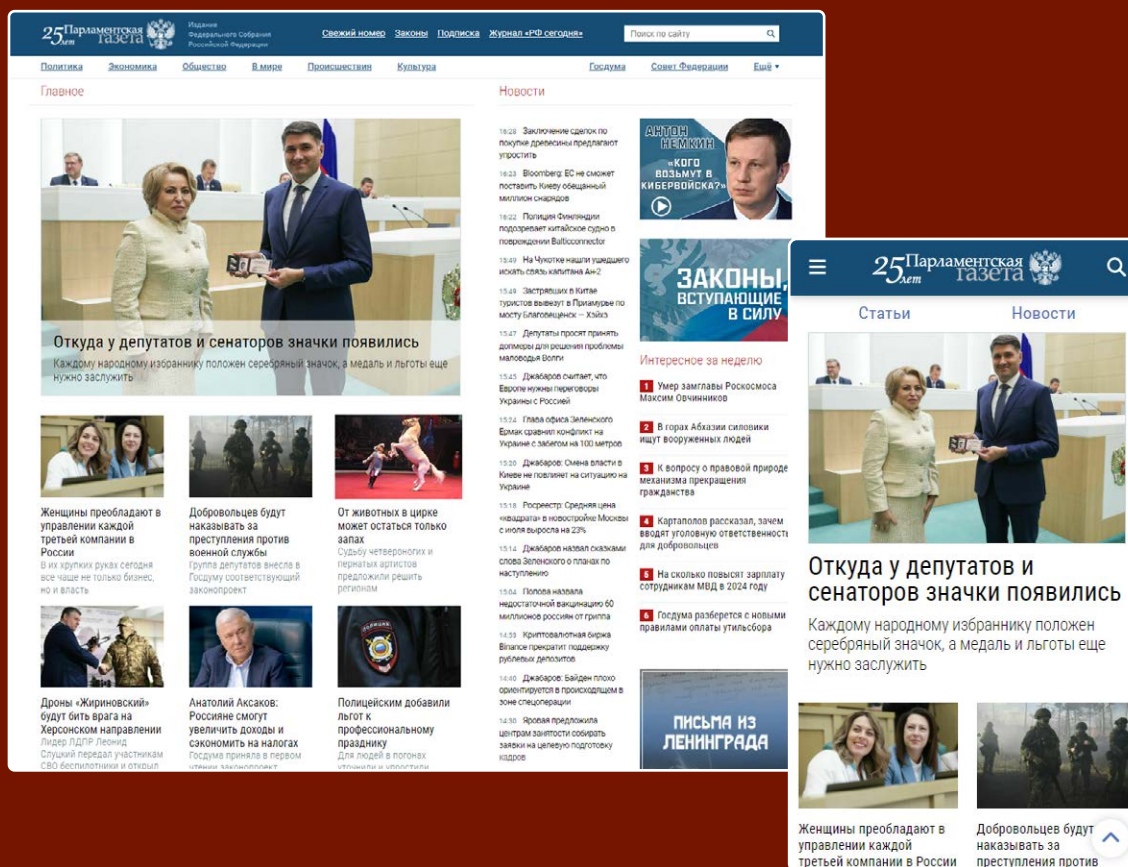 25 лет Парламентская газета
Издание
Федерального Собрания
Российской Федерации
Свежий номер Законы Подписка Журнал «РФ сегодня»
Поиск по сайту
Политика Экономика Общество В мире Происшествия Культура
Госдума Совет Федерации Ещё
Главное
Откуда у депутатов и сенаторов значки появились
Каждому народному избраннику положен серебряный значок, а медаль и льготы еще
нужно заслужить
Женщины преобладают в
управлении каждой
третьей компании в
России
В их хрупких руках сегодня
все чаще не только бизнес,
но и власть
Добровольцев будут
наказывать за
преступления против
военной службы
Группа депутатов внесла в
Госдуму соответствующий
законопроект
От животных в цирке
может остаться только
запах
Судьбу четвероногих и
пернатых артистов
предложили решить
регионам
Дроны «Жириновский»
будут бить врага на
Херсонском направлении
Лидер ЛДПР Леонид
Слуцкий передал участникам
СВО беспилотники и открыл
Анатолий Аксаков:
Россияне смогут
увеличить доходы и
сэкономить на налогах
Госдума приняла в первом
чтении законопроект
Полицейским добавили
льгот к
профессиональному
празднику
Для людей в погонах
уточнили и упростили
Новости
16:28 Заключение сделок по
покупке древесины предлагают
упростить
16:23 Bloomberg: ЕС не сможет
поставить Киеву обещанный
миллион снарядов
16:22 Полиция Финляндии
подозревает китайское судно в
повреждении Balticconnector
15:49 На Чукотке нашли ушедшего
искать связь капитана Ан-2
15:49 Застрявших в Китае
туристов вывезут в Приамурье по
мосту Благовещенск — Хэйхэ
15:47 Депутаты просят принять
допмеры для решения проблемы
маловодья Волги
15:45 Джабаров считает, что
Европе нужны переговоры
Украины с Россией
15:24 Глава офиса Зеленского
Ермак сравнил конфликт на
Украине с забегом на 100 метров
15:20 Джабаров: Смена власти в
Киеве не повлияет на ситуацию на
Украине
15:18 Росреестр: Средняя цена
«квадрата» в новостройке Москвы
с июля выросла на 23%
15:14 Джабаров назвал сказками
слова Зеленского о планах по
наступлению
15:04 Попова назвала
недостаточной вакцинацию 60
миллионов россиян от гриппа
14:53 Криптовалютная биржа
Binance прекратит поддержку
рублевых депозитов
14:40 Джабаров: Байден плохо
ориентируется в происходящем в
зоне спецоперации
14:30 Яровая предложила
центрам занятости собирать
заявки на целевую подготовку
кадров
АНТОН
НЕМКИН
«КОГО
ВОЗЬМУТ В
КИБЕРВОЙСКА?»
ЗАКОНЫ,
ВСТУПАЮЩИЕ
В СИЛУ
Интересное за неделю
1 Умер замглавы Роскосмоса
Максим Овчинников
2 В горах Абхазии силовики
ищут вооруженных людей
3 К вопросу о правовой природе
механизма прекращения
гражданства
4 Картаполов рассказал, зачем
вводят уголовную ответственность
для добровольцев
5 На сколько повысят зарплату
сотрудникам МВД в 2024 году
6 Госдума разберется с новыми
правилами оплаты утильсбора
ПИСЬМА ИЗ
ЛЕНИНГРАДА
25 лет Парламентская газета
Статьи Новости
Откуда у депутатов и
сенаторов значки появились
Каждому народному избраннику положен
серебряный значок, а медаль и льготы еще
нужно заслужить
Женщины преобладают в
управлении каждой
третьей компании в России
Добровольцев будут
наказывать за
преступления против